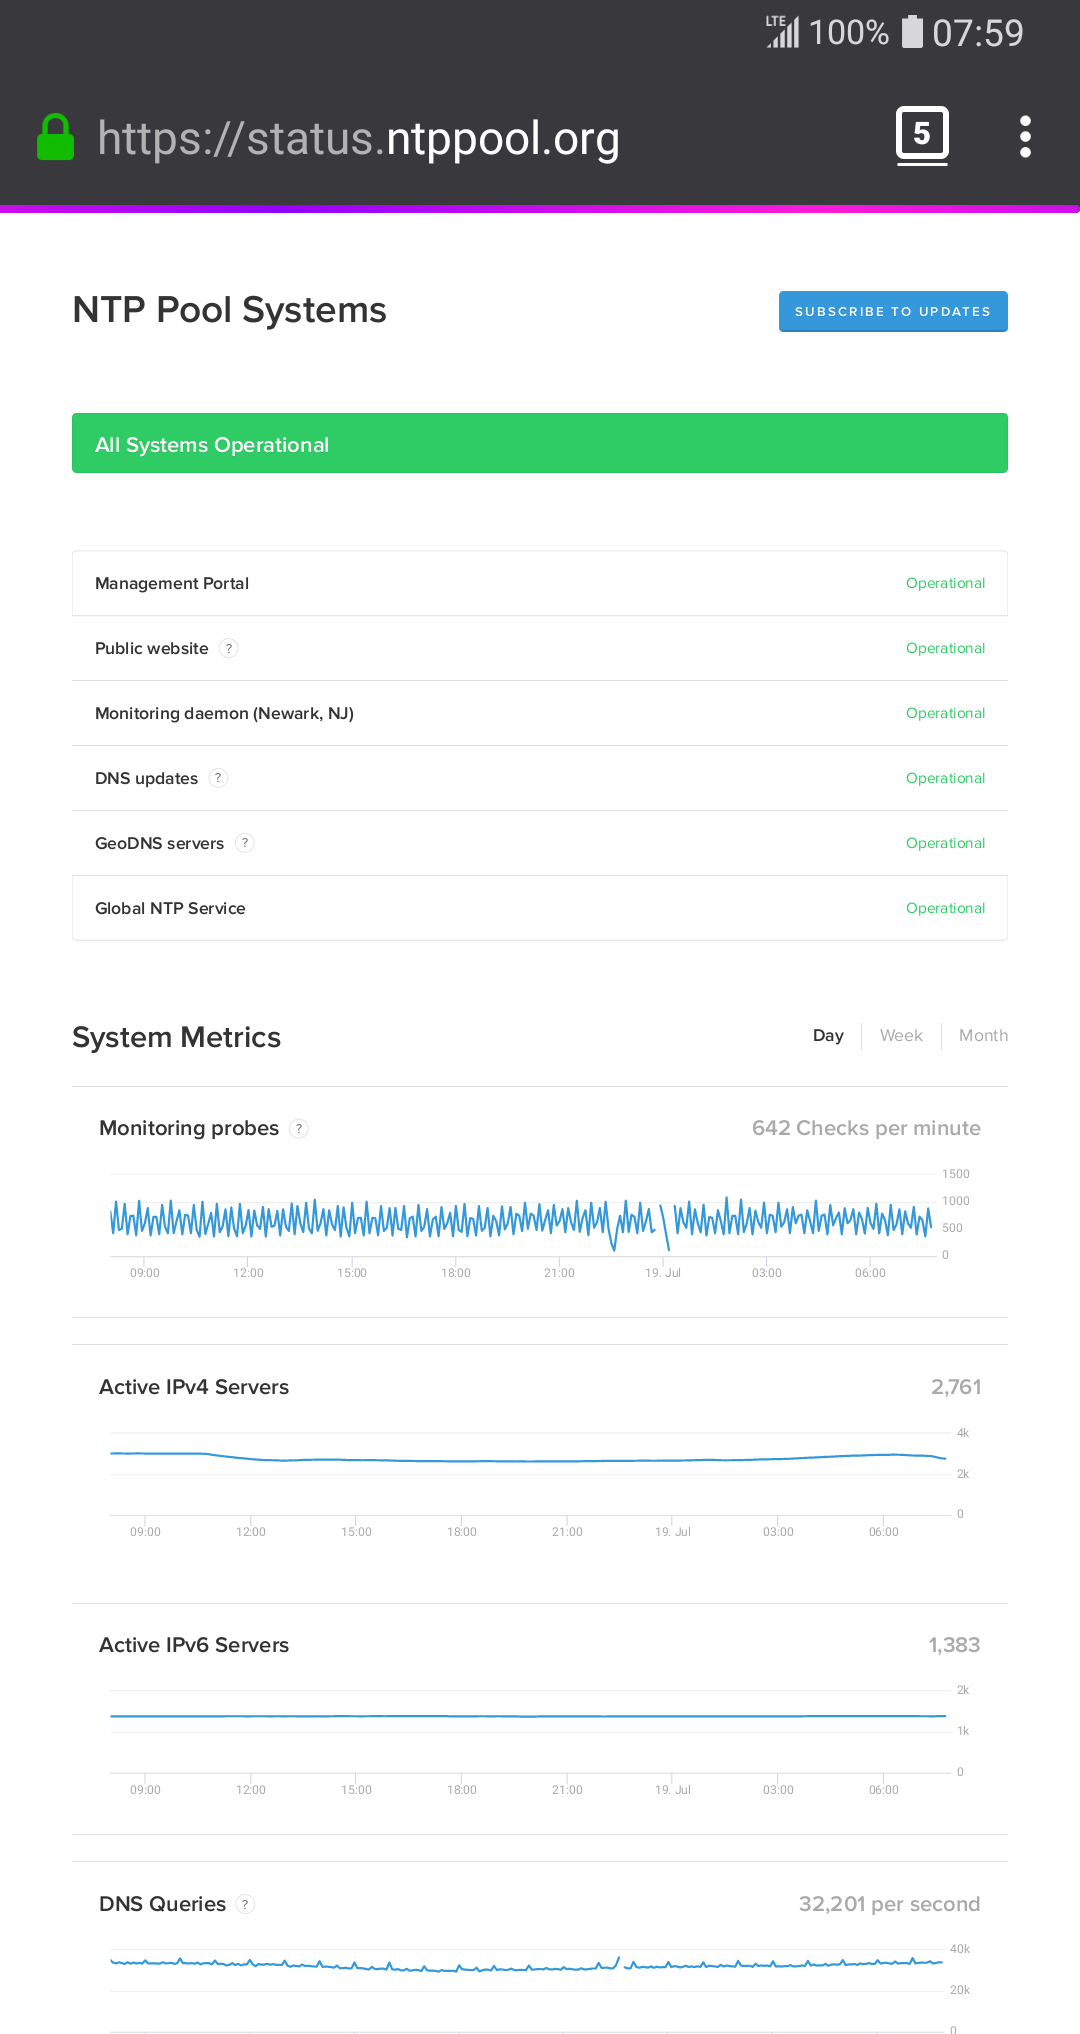 LTE 100% 07:59
https://status.ntppool.org 5
NTP Pool Systems SUBSCRIBE TO UPDATES
All Systems Operational
Management Portal Operational
Public website ? Operational
Monitoring daemon (Newark, NJ) Operational
DNS updates ? Operational
GeoDNS servers ? Operational
Global NTP Service Operational
System Metrics Day Week Month
Monitoring probes ? 642 Checks per minute
1500
1000
500
0
09:00 12:00 15:00 18:00 21:00 19. Jul 03:00 06:00
Active IPv4 Servers 2,761
4k
2k
0
09:00 12:00 15:00 18:00 21:00 19. Jul 03:00 06:00
Active IPv6 Servers 1,383
2k
1k
0
09:00 12:00 15:00 18:00 21:00 19. Jul 03:00 06:00
DNS Queries ? 32,201 per second
40k
20k
0